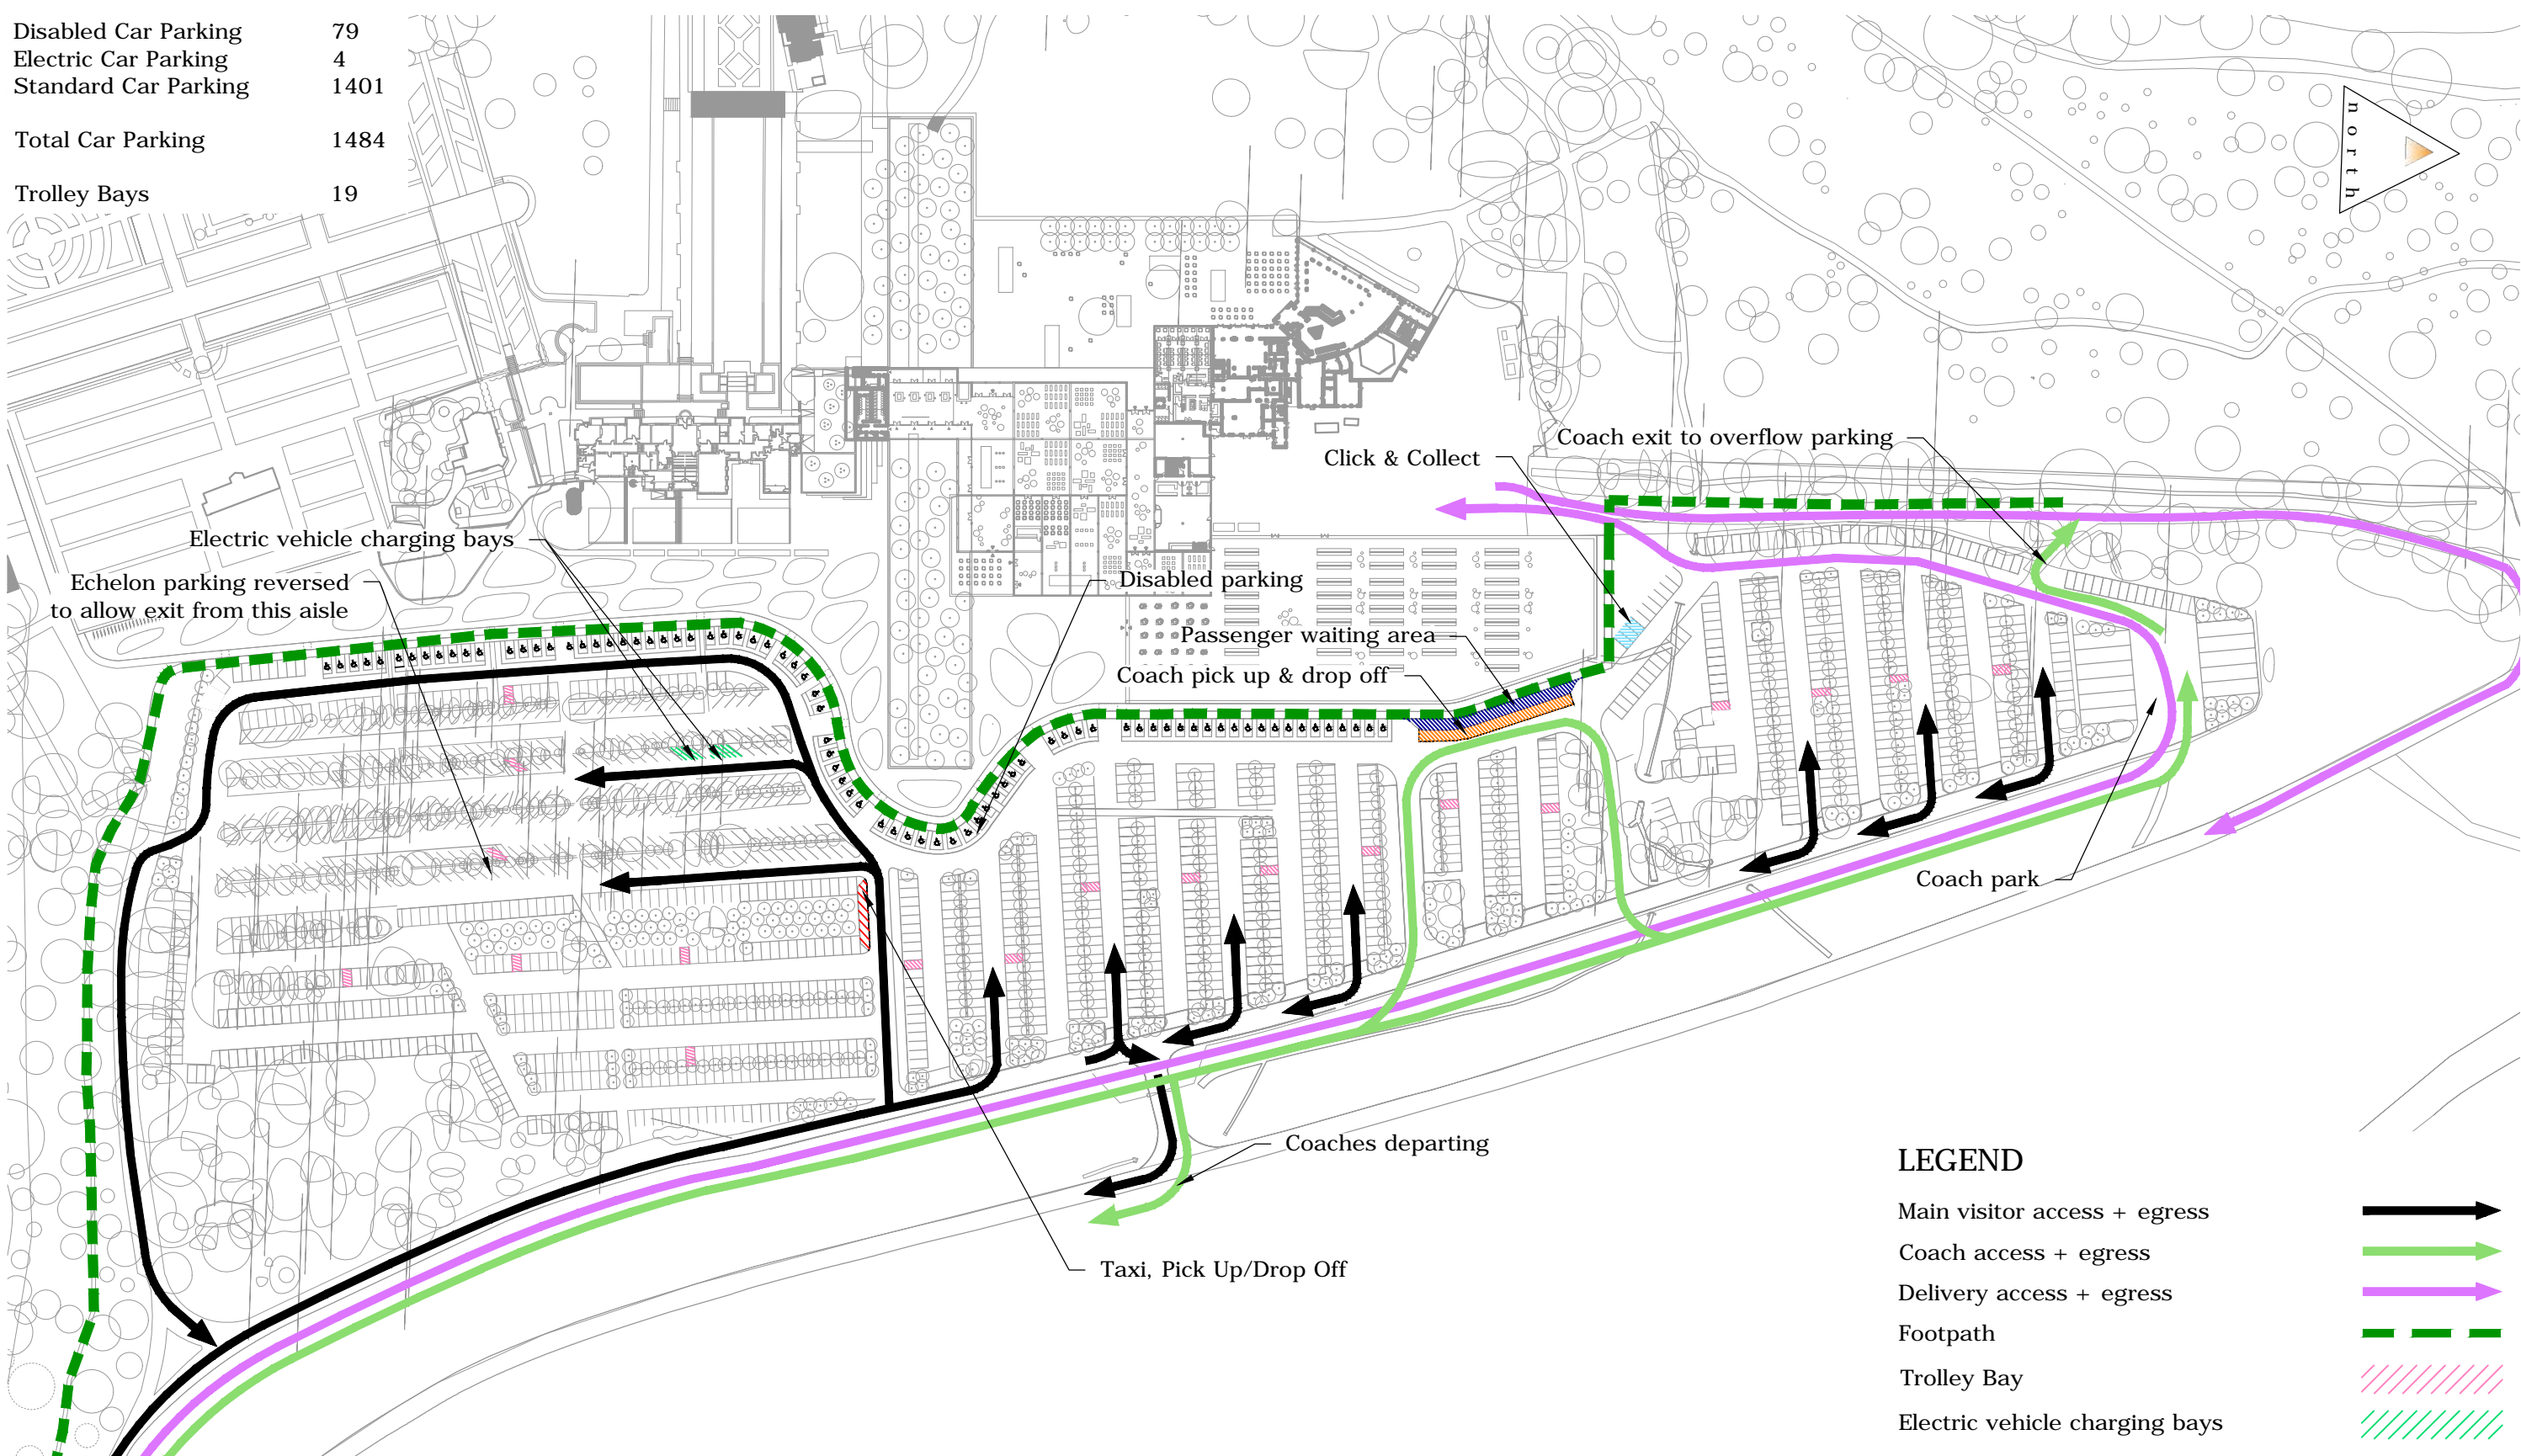 Disabled Car Parking 79
Electric Car Parking 4
Standard Car Parking 1401
Total Car Parking 1484
Trolley Bays 19
north
Coach exit to overflow parking
Click & Collect
Electric vehicle charging bays
Echelon parking reversed
to allow exit from this aisle
Disabled parking
Passenger waiting area
Coach pick up & drop off
Coach park
Coaches departing
Taxi, Pick Up/Drop Off
LEGEND
Main visitor access + egress
Coach access + egress
Delivery access + egress
Footpath
Trolley Bay
Electric vehicle charging bays